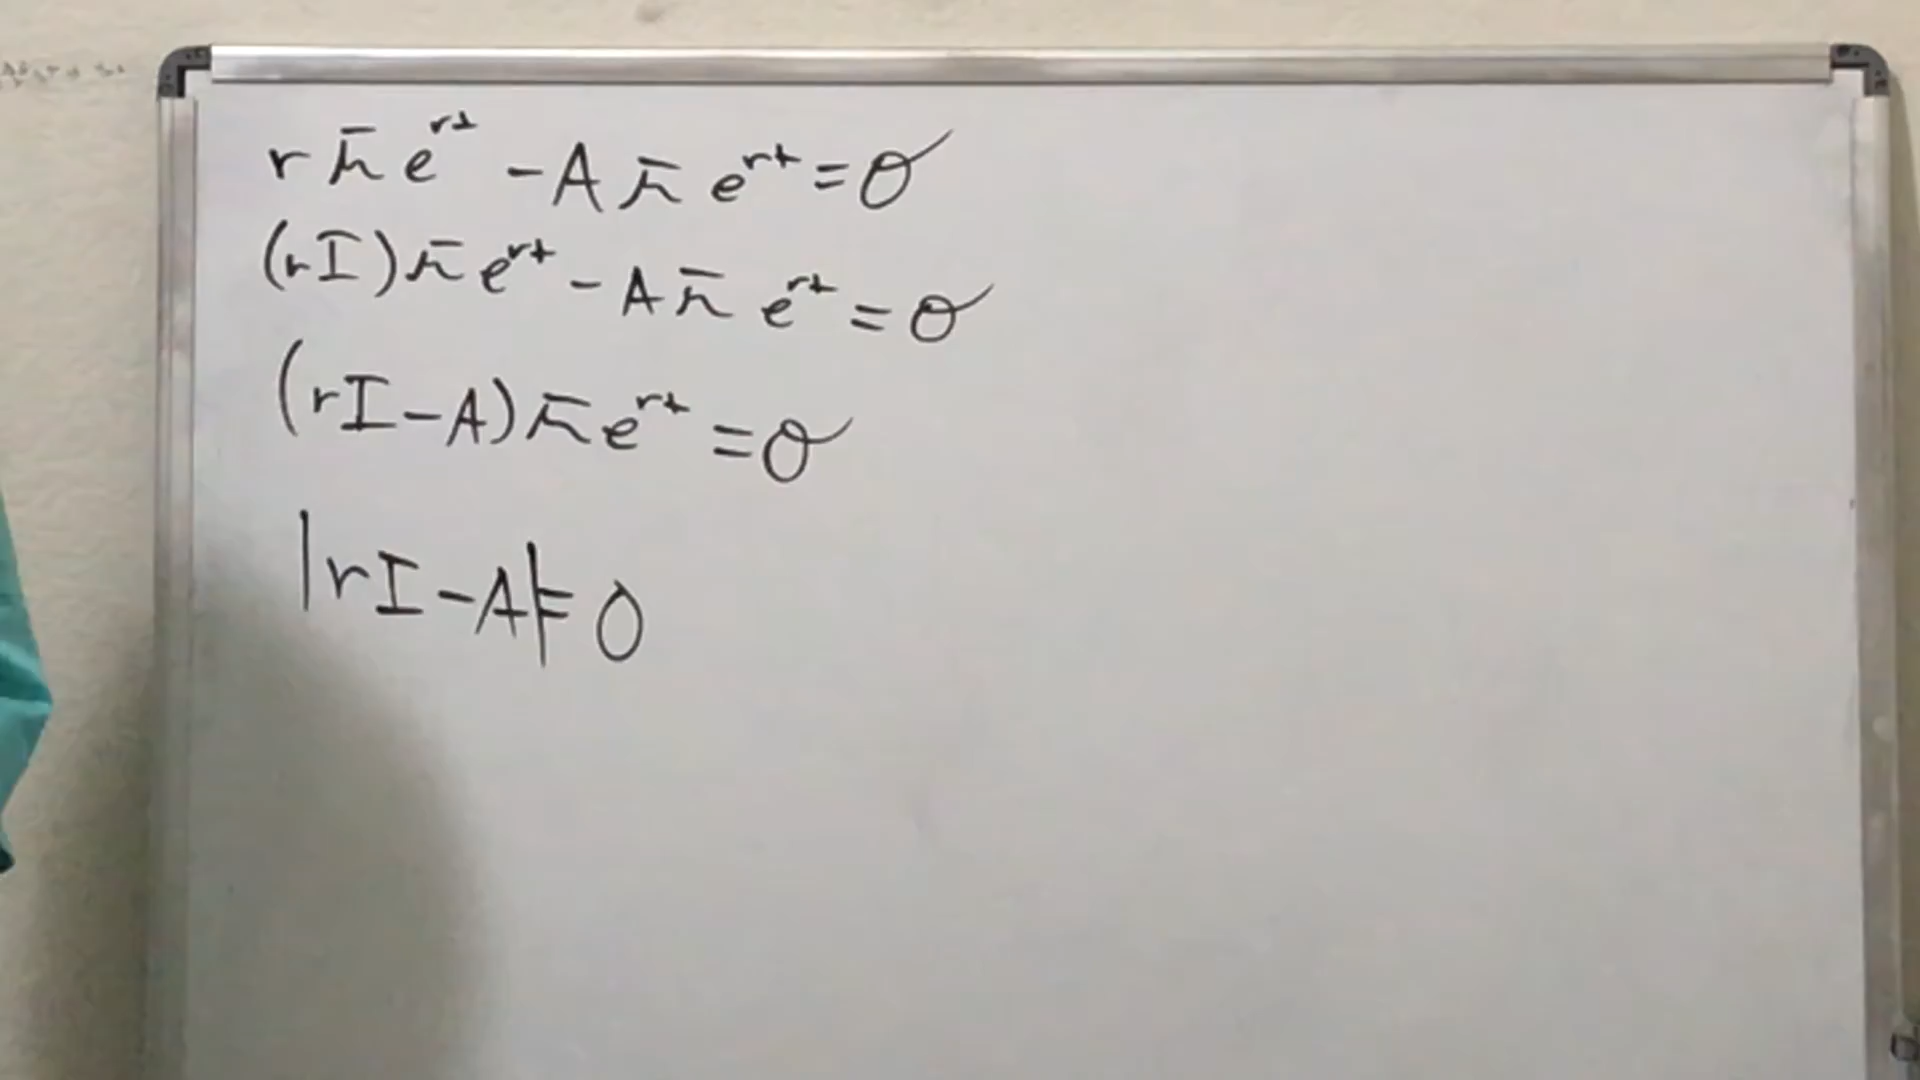 r h̄ e^{rt} - A h̄ e^{rt} = 0
(rI) h̄ e^{rt} - A h̄ e^{rt} = 0
(rI - A) h̄ e^{rt} = 0
|rI - A| = 0